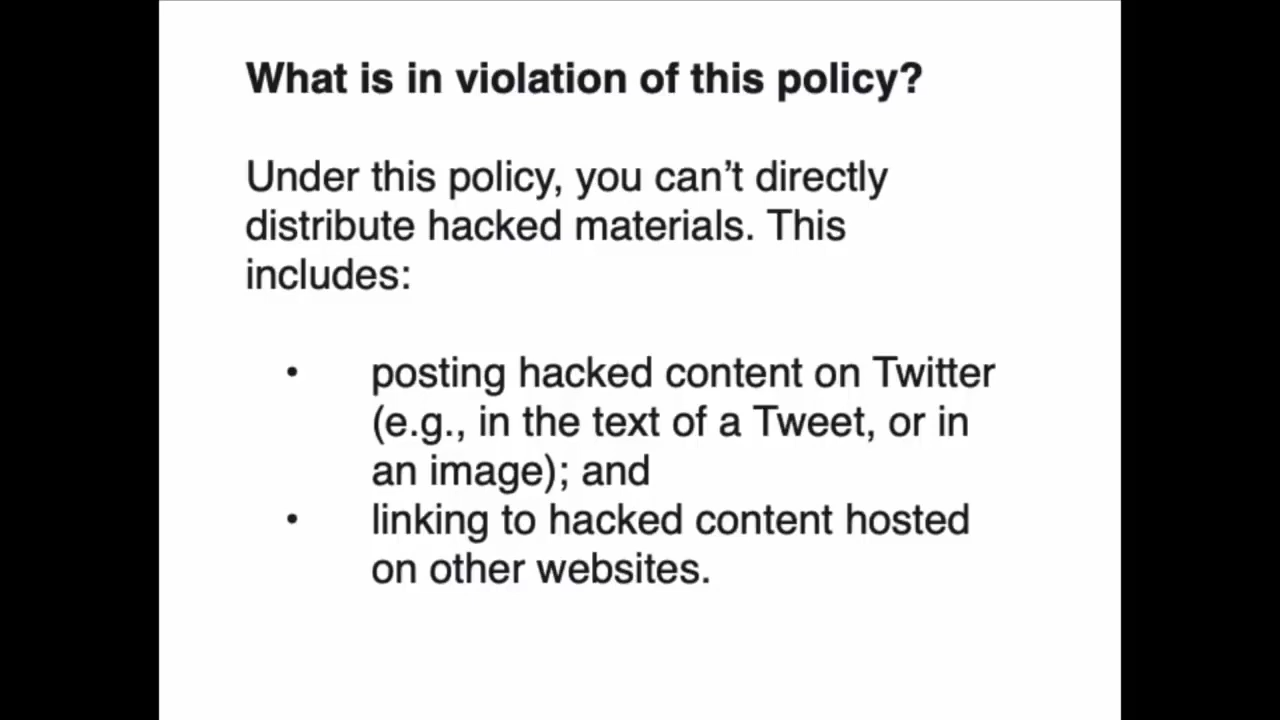 What is in violation of this policy?
Under this policy, you can’t directly
distribute hacked materials. This
includes:
• posting hacked content on Twitter
(e.g., in the text of a Tweet, or in
an image); and
• linking to hacked content hosted
on other websites.